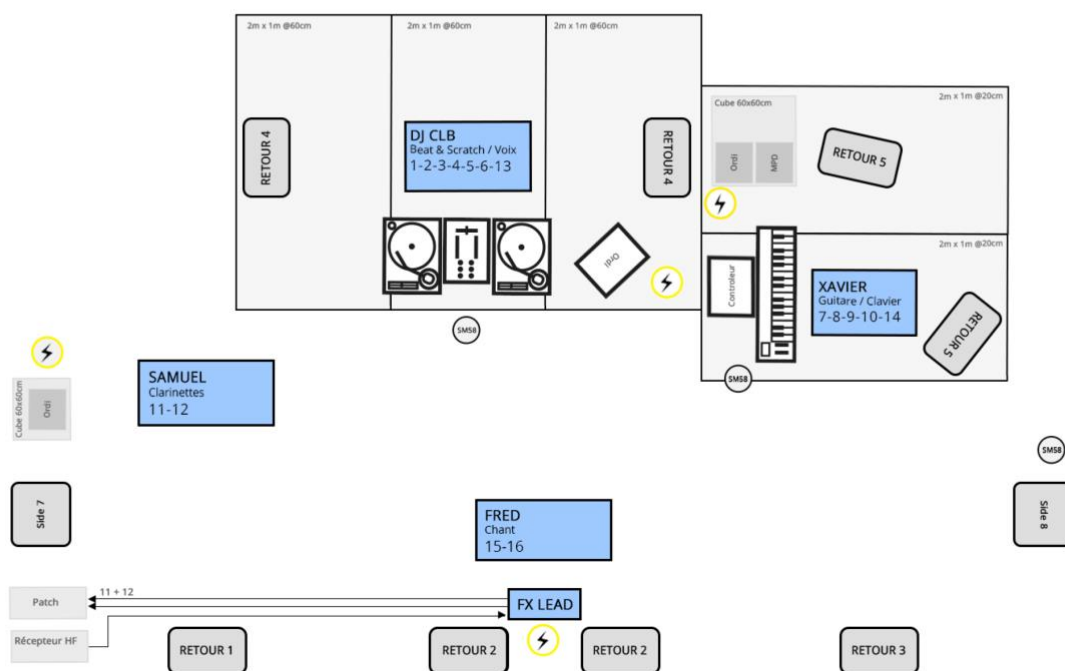 2m x 1m @60cm
2m x 1m @60cm
2m x 1m @60cm
Cube 60x60cm
2m x 1m @20cm
RETOUR 4
DJ CLB
Beat & Scratch / Voix
1-2-3-4-5-6-13
RETOUR 4
Ordi
MPD
RETOUR 5
Ordi
2m x 1m @20cm
Controleur
XAVIER
Guitare / Clavier
7-8-9-10-14
RETOUR 5
SM58
SM58
Cube 60x60cm
Ordi
SAMUEL
Clarinettes
11-12
SM58
Side 7
FRED
Chant
15-16
Side 8
11 + 12
Patch
FX LEAD
Récepteur HF
RETOUR 1
RETOUR 2
RETOUR 2
RETOUR 3